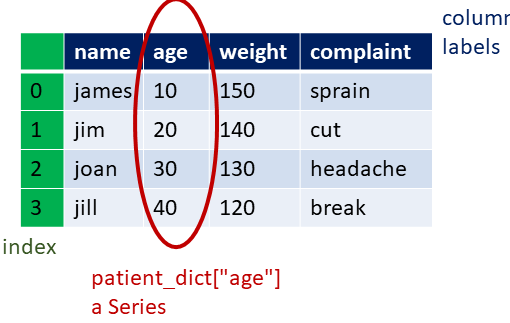 column
labels
name age weight complaint
0 james 10 150 sprain
1 jim 20 140 cut
2 joan 30 130 headache
3 jill 40 120 break
index
patient_dict["age"]
a Series